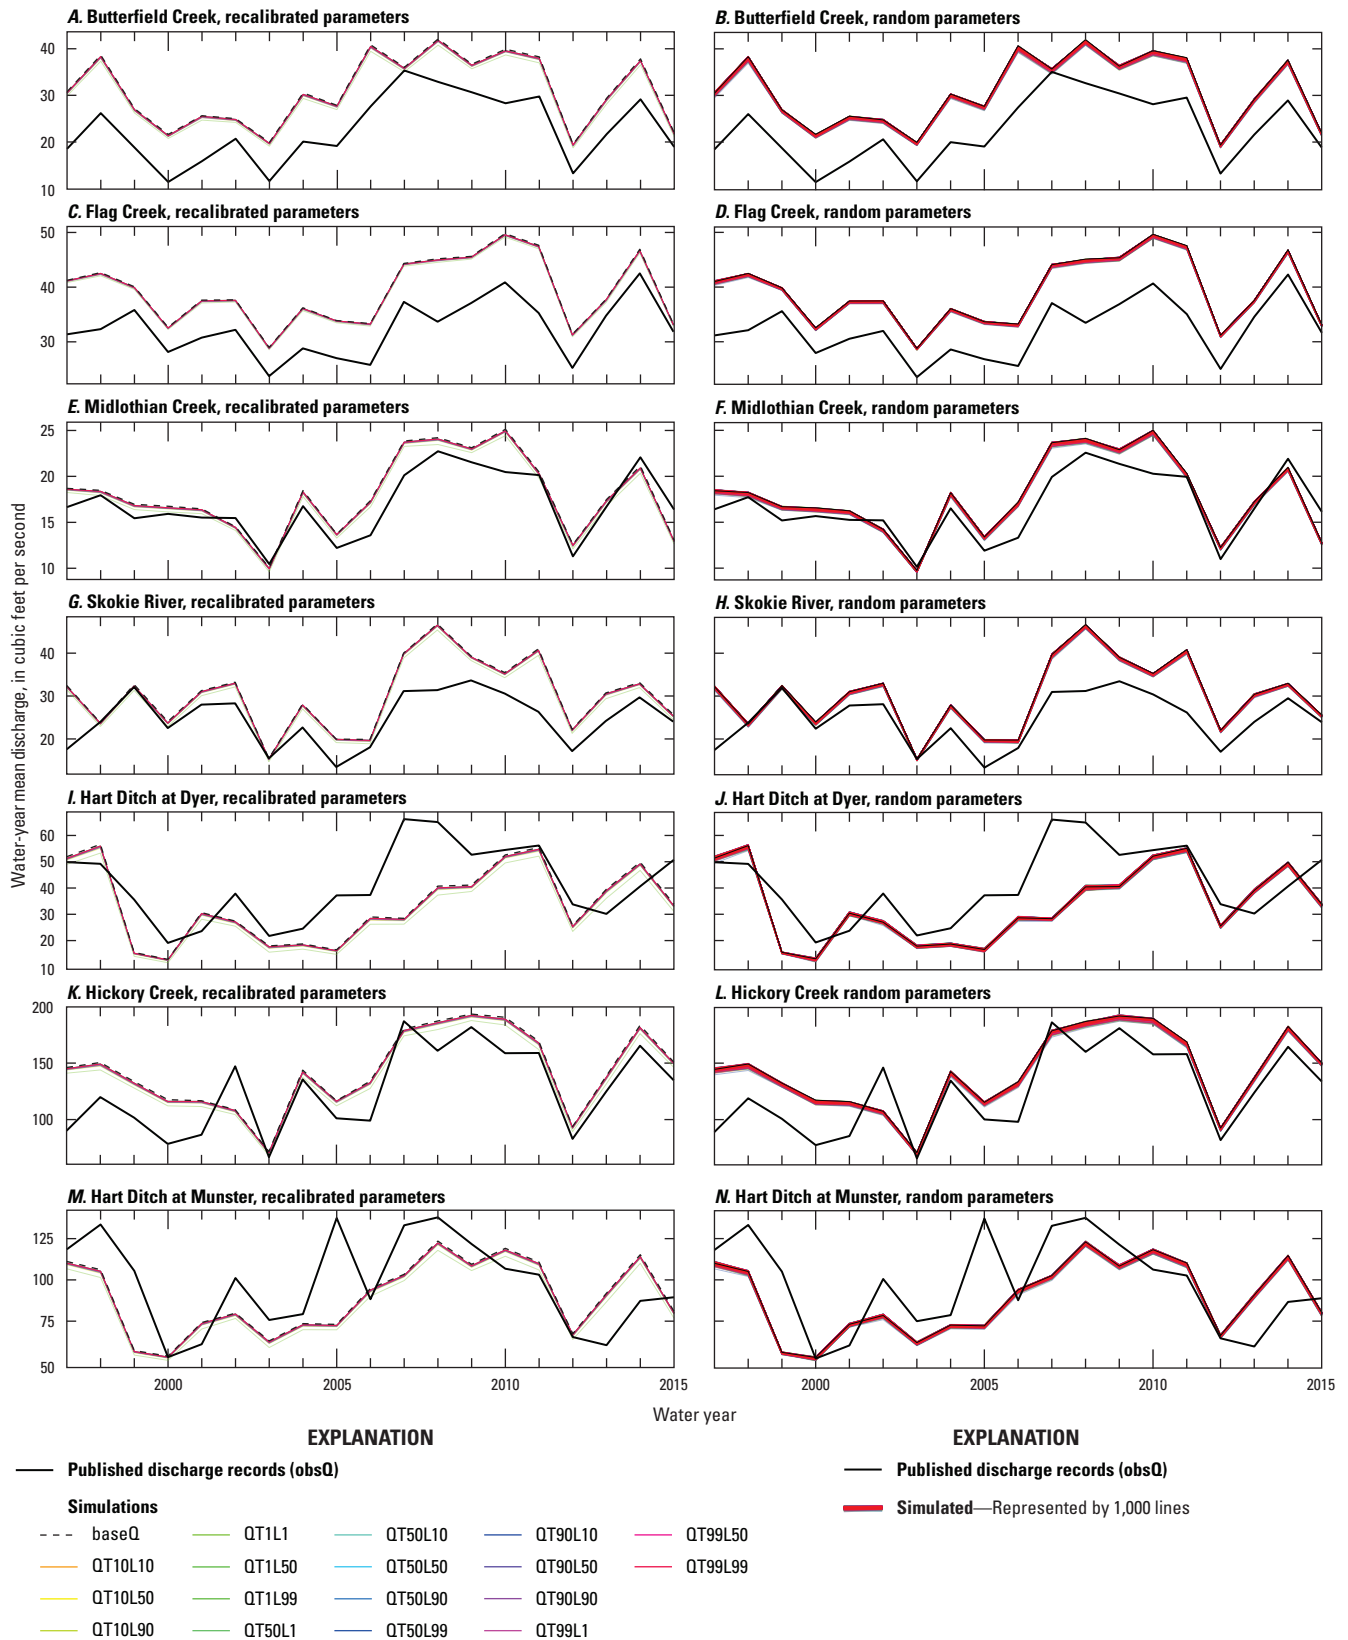 A. Butterfield Creek, recalibrated parameters
B. Butterfield Creek, random parameters
40
30
20
10
C. Flag Creek, recalibrated parameters
D. Flag Creek, random parameters
50
40
30
E. Midlothian Creek, recalibrated parameters
F. Midlothian Creek, random parameters
25
20
15
10
G. Skokie River, recalibrated parameters
H. Skokie River, random parameters
40
30
20
I. Hart Ditch at Dyer, recalibrated parameters
J. Hart Ditch at Dyer, random parameters
60
50
40
30
20
10
K. Hickory Creek, recalibrated parameters
L. Hickory Creek random parameters
200
150
100
M. Hart Ditch at Munster, recalibrated parameters
N. Hart Ditch at Munster, random parameters
125
100
75
50
Water-year mean discharge, in cubic feet per second
2000 2005 2010 2015
2000 2005 2010 2015
Water year
EXPLANATION
Published discharge records (obsQ)
Simulations
baseQ
QT10L10
QT10L50
QT10L90
QT1L1
QT1L50
QT1L99
QT50L1
QT50L10
QT50L50
QT50L90
QT50L99
QT90L10
QT90L50
QT90L90
QT99L1
QT99L50
QT99L99
EXPLANATION
Published discharge records (obsQ)
Simulated—Represented by 1,000 lines